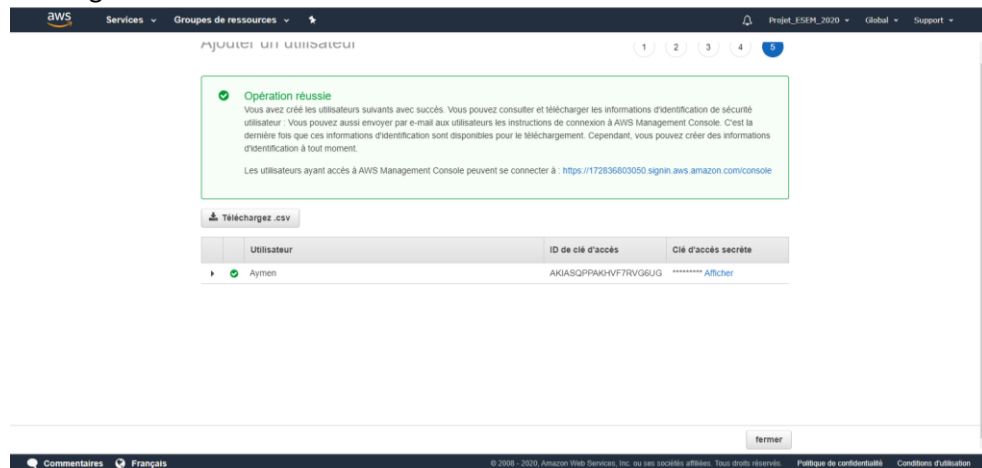 aws Services Groupes de ressources Projet_ESEM_2020 Global Support
Ajouter un utilisateur 1 2 3 4 5
Opération réussie
Vous avez créé les utilisateurs suivants avec succès. Vous pouvez consulter et télécharger les informations d'identification de sécurité
utilisateur : Vous pouvez aussi envoyer par e-mail aux utilisateurs les instructions de connexion à AWS Management Console. C'est la
dernière fois que ces informations d'identification sont disponibles pour le téléchargement. Cependant, vous pouvez créer des informations
d'identification à tout moment.
Les utilisateurs ayant accès à AWS Management Console peuvent se connecter à : https://172836803050.signin.aws.amazon.com/console
Téléchargez .csv
Utilisateur ID de clé d'accès Clé d'accès secrète
Aymen AKIASQPPAKHVF7RVG6UG ********* Afficher
fermer
Commentaires Français © 2008 - 2020, Amazon Web Services, Inc. ou ses sociétés affiliées. Tous droits réservés. Politique de confidentialité Conditions d'utilisation